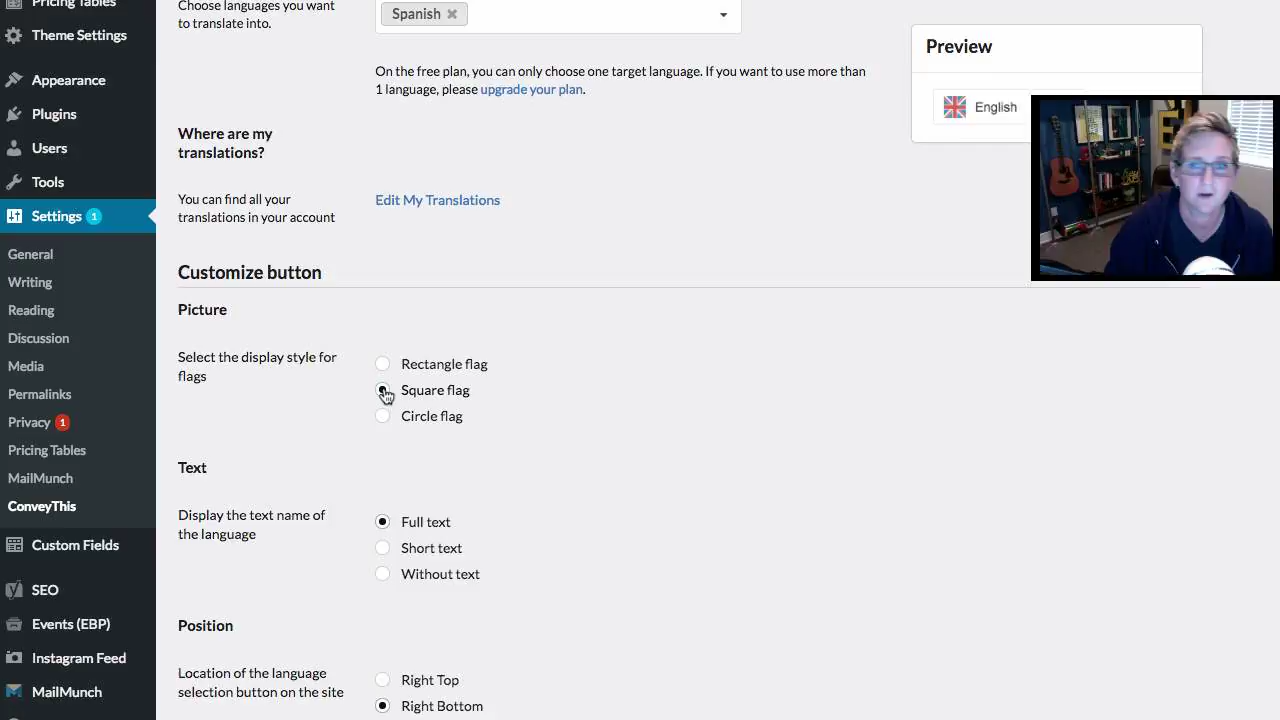 Pricing Tables
Theme Settings
Appearance
Plugins
Users
Tools
Settings 1
General
Writing
Reading
Discussion
Media
Permalinks
Privacy 1
Pricing Tables
MailMunch
ConveyThis
Custom Fields
SEO
Events (EBP)
Instagram Feed
MailMunch
Choose languages you want
to translate into.
Spanish
On the free plan, you can only choose one target language. If you want to use more than
1 language, please upgrade your plan.
Where are my
translations?
You can find all your
translations in your account
Edit My Translations
Customize button
Picture
Select the display style for
flags
Rectangle flag
Square flag
Circle flag
Text
Display the text name of
the language
Full text
Short text
Without text
Position
Location of the language
selection button on the site
Right Top
Right Bottom
Preview
English